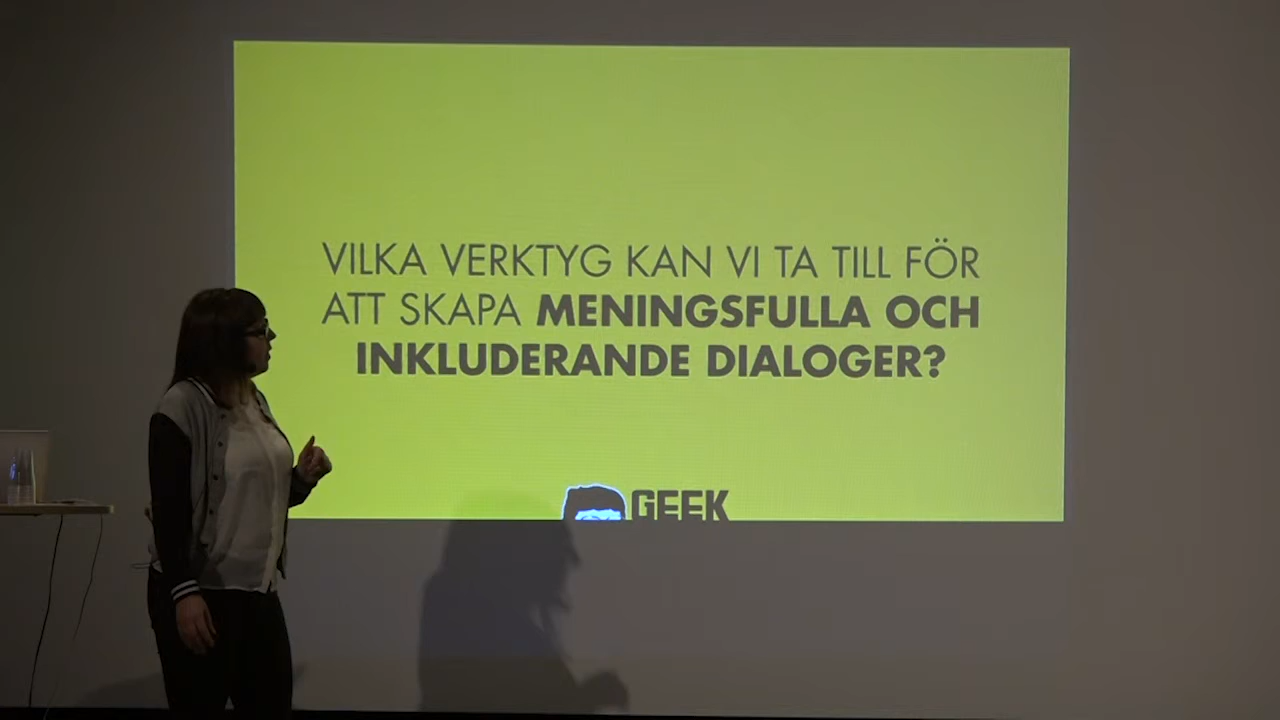 VILKA VERKTYG KAN VI TA TILL FÖR
ATT SKAPA MENINGSFULLA OCH
INKLUDERANDE DIALOGER?
GEEK